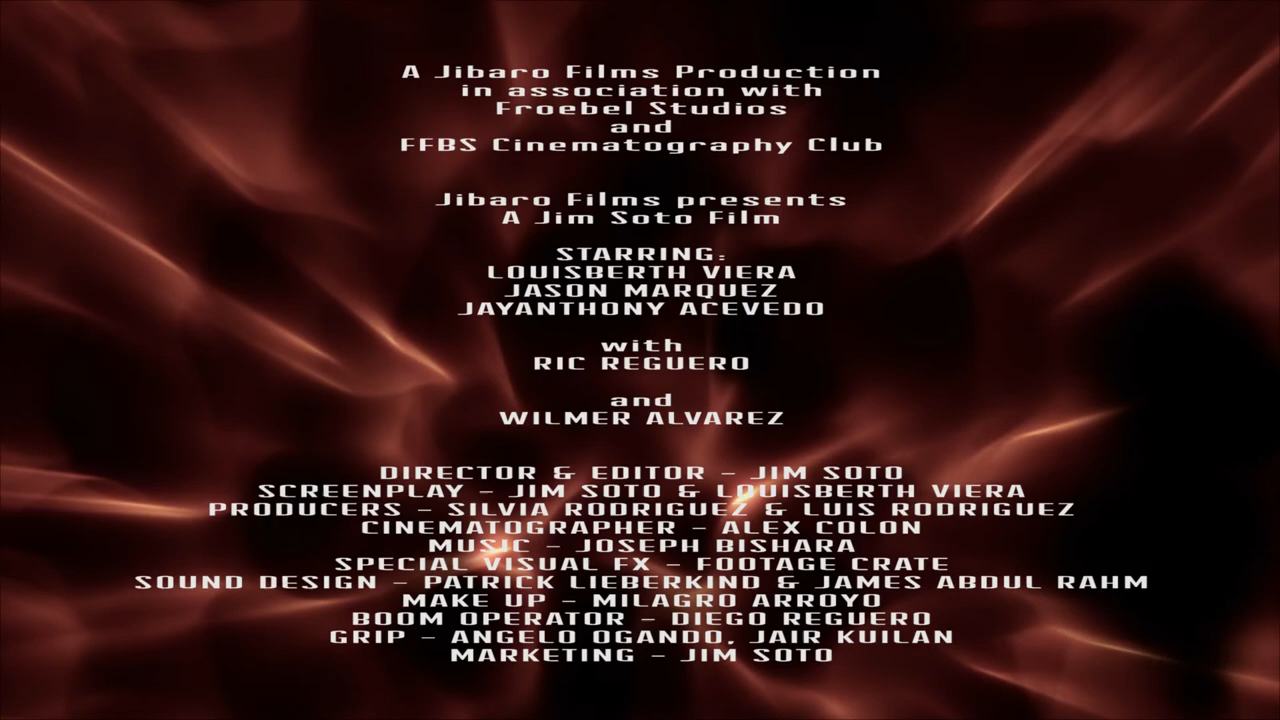 A Jibaro Films Production
in association with
Froebel Studios
and
FFBS Cinematography Club
Jibaro Films presents
A Jim Soto Film
STARRING:
LOUISBERTH VIERA
JASON MARQUEZ
JAYANTHONY ACEVEDO
with
RIC REGUERO
and
WILMER ALVAREZ
DIRECTOR & EDITOR - JIM SOTO
SCREENPLAY - JIM SOTO & LOUISBERTH VIERA
PRODUCERS - SILVIA RODRIGUEZ & LUIS RODRIGUEZ
CINEMATOGRAPHER - ALEX COLON
MUSIC - JOSEPH BISHARA
SPECIAL VISUAL FX - FOOTAGE CRATE
SOUND DESIGN - PATRICK LIEBERKIND & JAMES ABDUL RAHM
MAKE UP - MILAGRO ARROYO
BOOM OPERATOR - DIEGO REGUERO
GRIP - ANGELO OGANDO, JAIR KUILAN
MARKETING - JIM SOTO